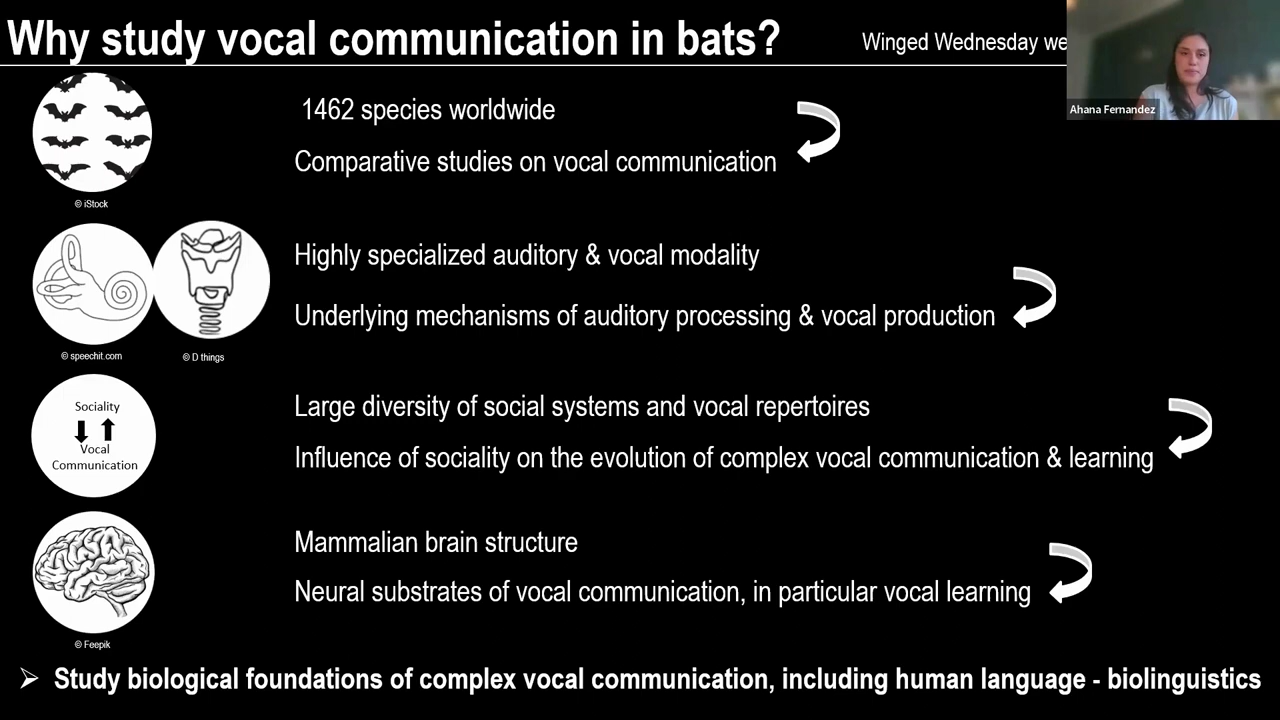 Why study vocal communication in bats?
Winged Wednesday we
Ahana Fernandez
1462 species worldwide
Comparative studies on vocal communication
© iStock
Highly specialized auditory & vocal modality
Underlying mechanisms of auditory processing & vocal production
© speechit.com
© D things
Sociality
Vocal
Communication
Large diversity of social systems and vocal repertoires
Influence of sociality on the evolution of complex vocal communication & learning
Mammalian brain structure
Neural substrates of vocal communication, in particular vocal learning
© Feepik
Study biological foundations of complex vocal communication, including human language - biolinguistics